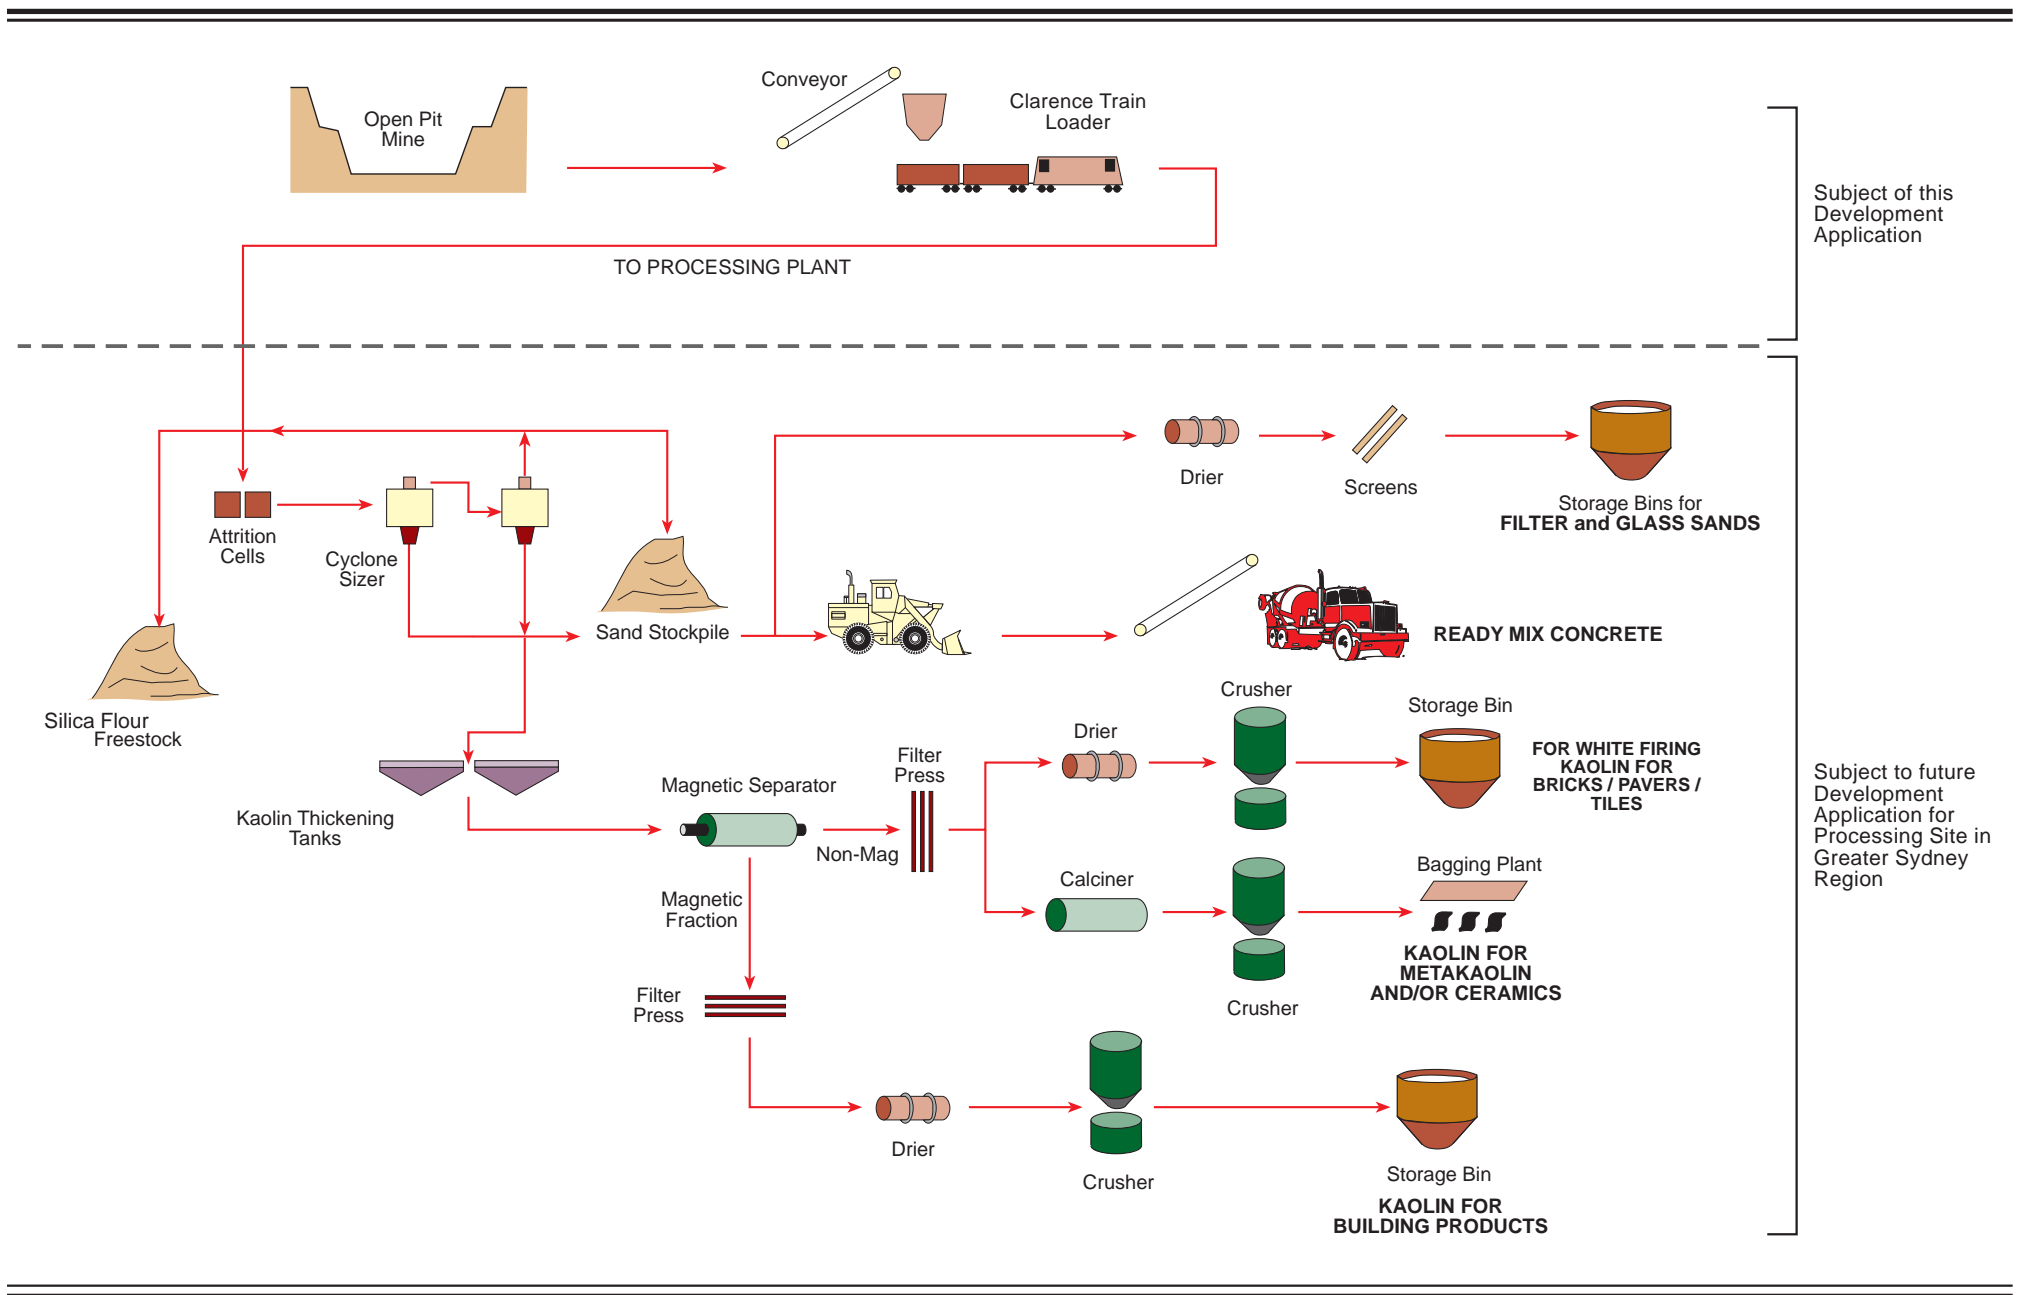 Conveyor
Open Pit
Mine
Clarence Train
Loader
Subject of this
Development
Application
TO PROCESSING PLANT
Drier
Screens
Storage Bins for
FILTER and GLASS SANDS
Attrition
Cells
Cyclone
Sizer
Sand Stockpile
READY MIX CONCRETE
Silica Flour
Freestock
Kaolin Thickening
Tanks
Magnetic Separator
Non-Mag
Filter
Press
Drier
Crusher
Storage Bin
FOR WHITE FIRING
KAOLIN FOR
BRICKS / PAVERS /
TILES
Subject to future
Development
Application for
Processing Site in
Greater Sydney
Region
Magnetic
Fraction
Calciner
Crusher
Bagging Plant
KAOLIN FOR
METAKAOLIN
AND/OR CERAMICS
Filter
Press
Drier
Crusher
Storage Bin
KAOLIN FOR
BUILDING PRODUCTS